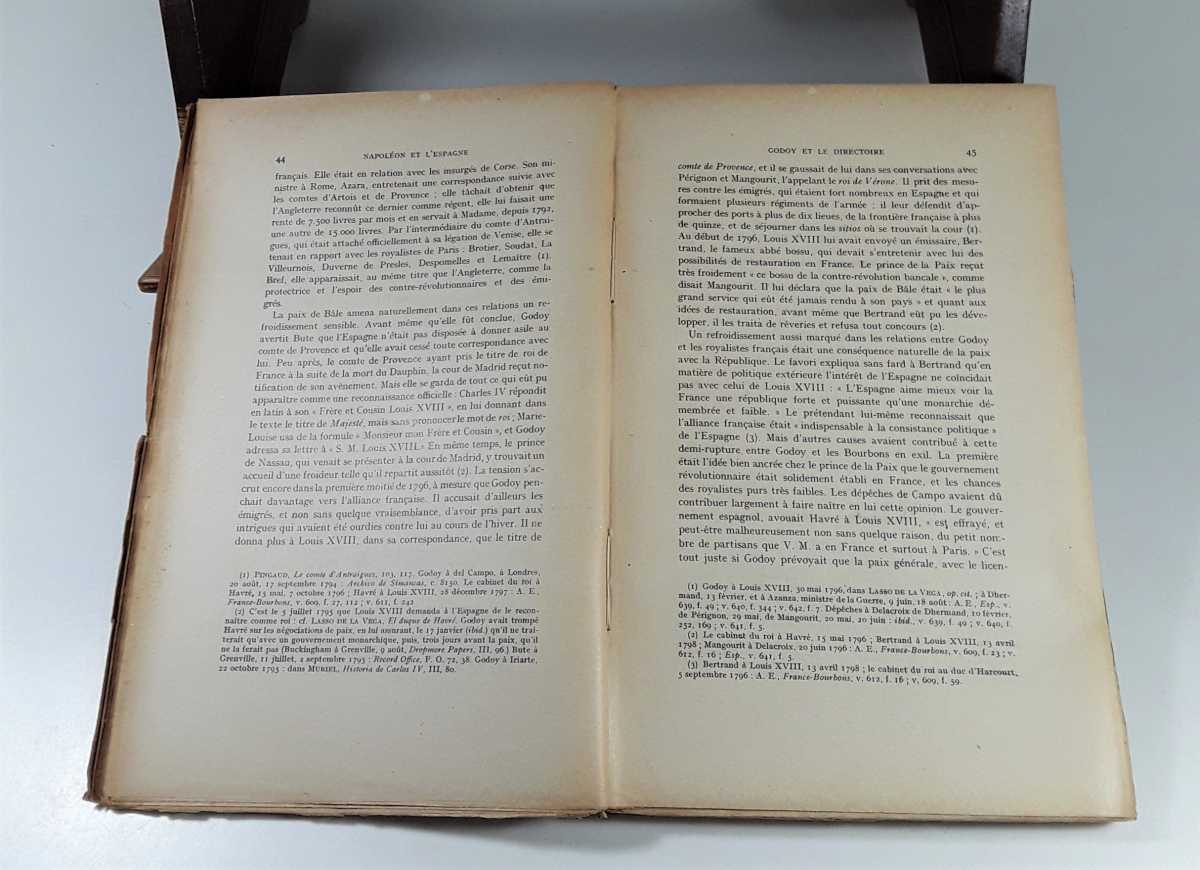 44
NAPOLÉON ET L'ESPAGNE
français. Elle était en relation avec les insurgés de Corse. Son mi-
nistre à Rome, Azara, entretenait une correspondance suivie avec
les comtes d'Artois et de Provence ; elle tâchait d'obtenir que
l'Angleterre reconnût ce dernier comme régent, elle lui faisait une
rente de 7.500 livres par mois et en servait à Madame, depuis 1792,
une autre de 15 000 livres. Par l'intermédiaire du comte d'Antrai-
gues, qui était attaché officiellement à sa légation de Venise, elle se
tenait en rapport avec les royalistes de Paris : Brotier, Soudat, La
Villeurnois, Duverne de Presles, Despomelles et Lemaître (1).
Bref, elle apparaissait, au même titre que l'Angleterre, comme la
protectrice et l'espoir des contre-révolutionnaires et des émi-
grés.
La paix de Bâle amena naturellement dans ces relations un re-
froidissement sensible. Avant même qu'elle fût conclue, Godoy
avertit Bute que l'Espagne n'était pas disposée à donner asile au
comte de Provence et qu'elle avait cessé toute correspondance avec
lui. Peu après, le comte de Provence ayant pris le titre de roi de
France à la suite de la mort du Dauphin, la cour de Madrid reçut no-
tification de son avènement. Mais elle se garda de tout ce qui eût pu
apparaître comme une reconnaissance officielle : Charles IV répondit
en latin à son « Frère et Cousin Louis XVIII », en lui donnant dans
le texte le titre de Majesté, mais sans prononcer le mot de roi ; Marie-
Louise usa de la formule « Monsieur mon Frère et Cousin », et Godoy
adressa sa lettre à « S. M. Louis XVIII.» En même temps, le prince
de Nassau, qui venait se présenter à la cour de Madrid, y trouvait un
accueil d'une froideur telle qu'il repartit aussitôt (2). La tension s'ac-
crut encore dans la première moitié de 1796, à mesure que Godoy pen-
chait davantage vers l'alliance française. Il accusait d'ailleurs les
émigrés, et non sans quelque vraisemblance, d'avoir pris part aux
intrigues qui avaient été ourdies contre lui au cours de l'hiver. Il ne
donna plus à Louis XVIII, dans sa correspondance, que le titre de
(1) PINGAUD, Le comte d'Antraigues, 103, 117. Godoy à del Campo, à Londres,
20 août, 17 septembre 1794 : Archivo de Simancas, c. 8150. Le cabinet du roi à
Havré, 15 mai, 7 octobre 1796 ; Havré à Louis XVIII, 28 décembre 1797 : A. E.,
France-Bourbons, v. 609, f. 27, 112 ; v. 611, f. 242
(2) C'est le 5 juillet 1795 que Louis XVIII demanda à l'Espagne de le recon-
naître comme roi : cf. LASSO DE LA VEGA, El duque de Havré. Godoy avait trompé
Havré sur les négociations de paix, en lui assurant, le 17 janvier (ibid.) qu'il ne trai-
terait qu'avec un gouvernement monarchique, puis, trois jours avant la paix, qu'il
ne la ferait pas (Buckingham à Grenville, 9 août, Dropmore Papers, III, 96.) Bute à
Grenville, 11 juillet, 2 septembre 1795 : Record Office, F. O. 72, 38. Godoy à Iriarte,
22 octobre 1795 : dans MURIEL, Historia de Carlos IV, III, 80.
GODOY ET LE DIRECTOIRE
45
comte de Provence, et il se gaussait de lui dans ses conversations avec
Pérignon et Mangourit, l'appelant le roi de Vérone. Il prit des mesu-
res contre les émigrés, qui étaient fort nombreux en Espagne et qui
formaient plusieurs régiments de l'armée ; il leur défendit d'ap-
procher des ports à plus de dix lieues, de la frontière française à plus
de quinze, et de séjourner dans les sitios où se trouvait la cour (1).
Au début de 1796, Louis XVIII lui avait envoyé un émissaire, Ber-
trand, le fameux abbé bossu, qui devait s'entretenir avec lui des
possibilités de restauration en France. Le prince de la Paix reçut
très froidement « ce bossu de la contre-révolution bancale », comme
disait Mangourit. Il lui déclara que la paix de Bâle était « le plus
grand service qui eût été jamais rendu à son pays » et quant aux
idées de restauration, avant même que Bertrand eût pu les déve-
lopper, il les traita de rêveries et refusa tout concours (2).
Un refroidissement aussi marqué dans les relations entre Godoy
et les royalistes français était une conséquence naturelle de la paix
avec la République. Le favori expliqua sans fard à Bertrand qu'en
matière de politique extérieure l'intérêt de l'Espagne ne coïncidait
pas avec celui de Louis XVIII : « L'Espagne aime mieux voir la
France une république forte et puissante qu'une monarchie dé-
membrée et faible. » Le prétendant lui-même reconnaissait que
l'alliance française était « indispensable à la consistance politique »
de l'Espagne (3). Mais d'autres causes avaient contribué à cette
demi-rupture entre Godoy et les Bourbons en exil. La première
était l'idée bien ancrée chez le prince de la Paix que le gouvernement
révolutionnaire était solidement établi en France, et les chances
des royalistes purs très faibles. Les dépêches de Campo avaient dû
contribuer largement à faire naître en lui cette opinion. Le gouver-
nement espagnol, avouait Havré à Louis XVIII, « est effrayé, et
peut-être malheureusement non sans quelque raison, du petit nom-
bre de partisans que V. M. a en France et surtout à Paris. » C'est
tout juste si Godoy prévoyait que la paix générale, avec le licen-
(1) Godoy à Louis XVIII, 30 mai 1796, dans LASSO DE LA VEGA, op. cit. ; à Dher-
mand, 13 février, et à Azanza, ministre de la Guerre, 9 juin, 18 août : A. E., Esp., v.
639, f. 49 ; v. 640, f. 344 ; v. 642, f. 7. Dépêches à Delacroix de Dhermand, 10 février,
de Pérignon, 29 mai, de Mangourit, 20 mai, 20 juin : ibid., v. 639, f. 49 ; v. 640, f.
252, 169 ; v. 641, f. 5.
(2) Le cabinet du roi à Havré, 15 mai 1796 ; Bertrand à Louis XVIII, 13 avril
1798 ; Mangourit à Delacroix, 20 juin 1796 : A. E., France-Bourbons, v. 609, f. 23 ; v.
612, f. 16 ; Esp., v. 641, f. 5.
(3) Bertrand à Louis XVIII, 13 avril 1798 ; le cabinet du roi au duc d'Harcourt,
5 septembre 1796 : A. E., France-Bourbons, v. 612, f. 16 ; v. 609, f. 59.